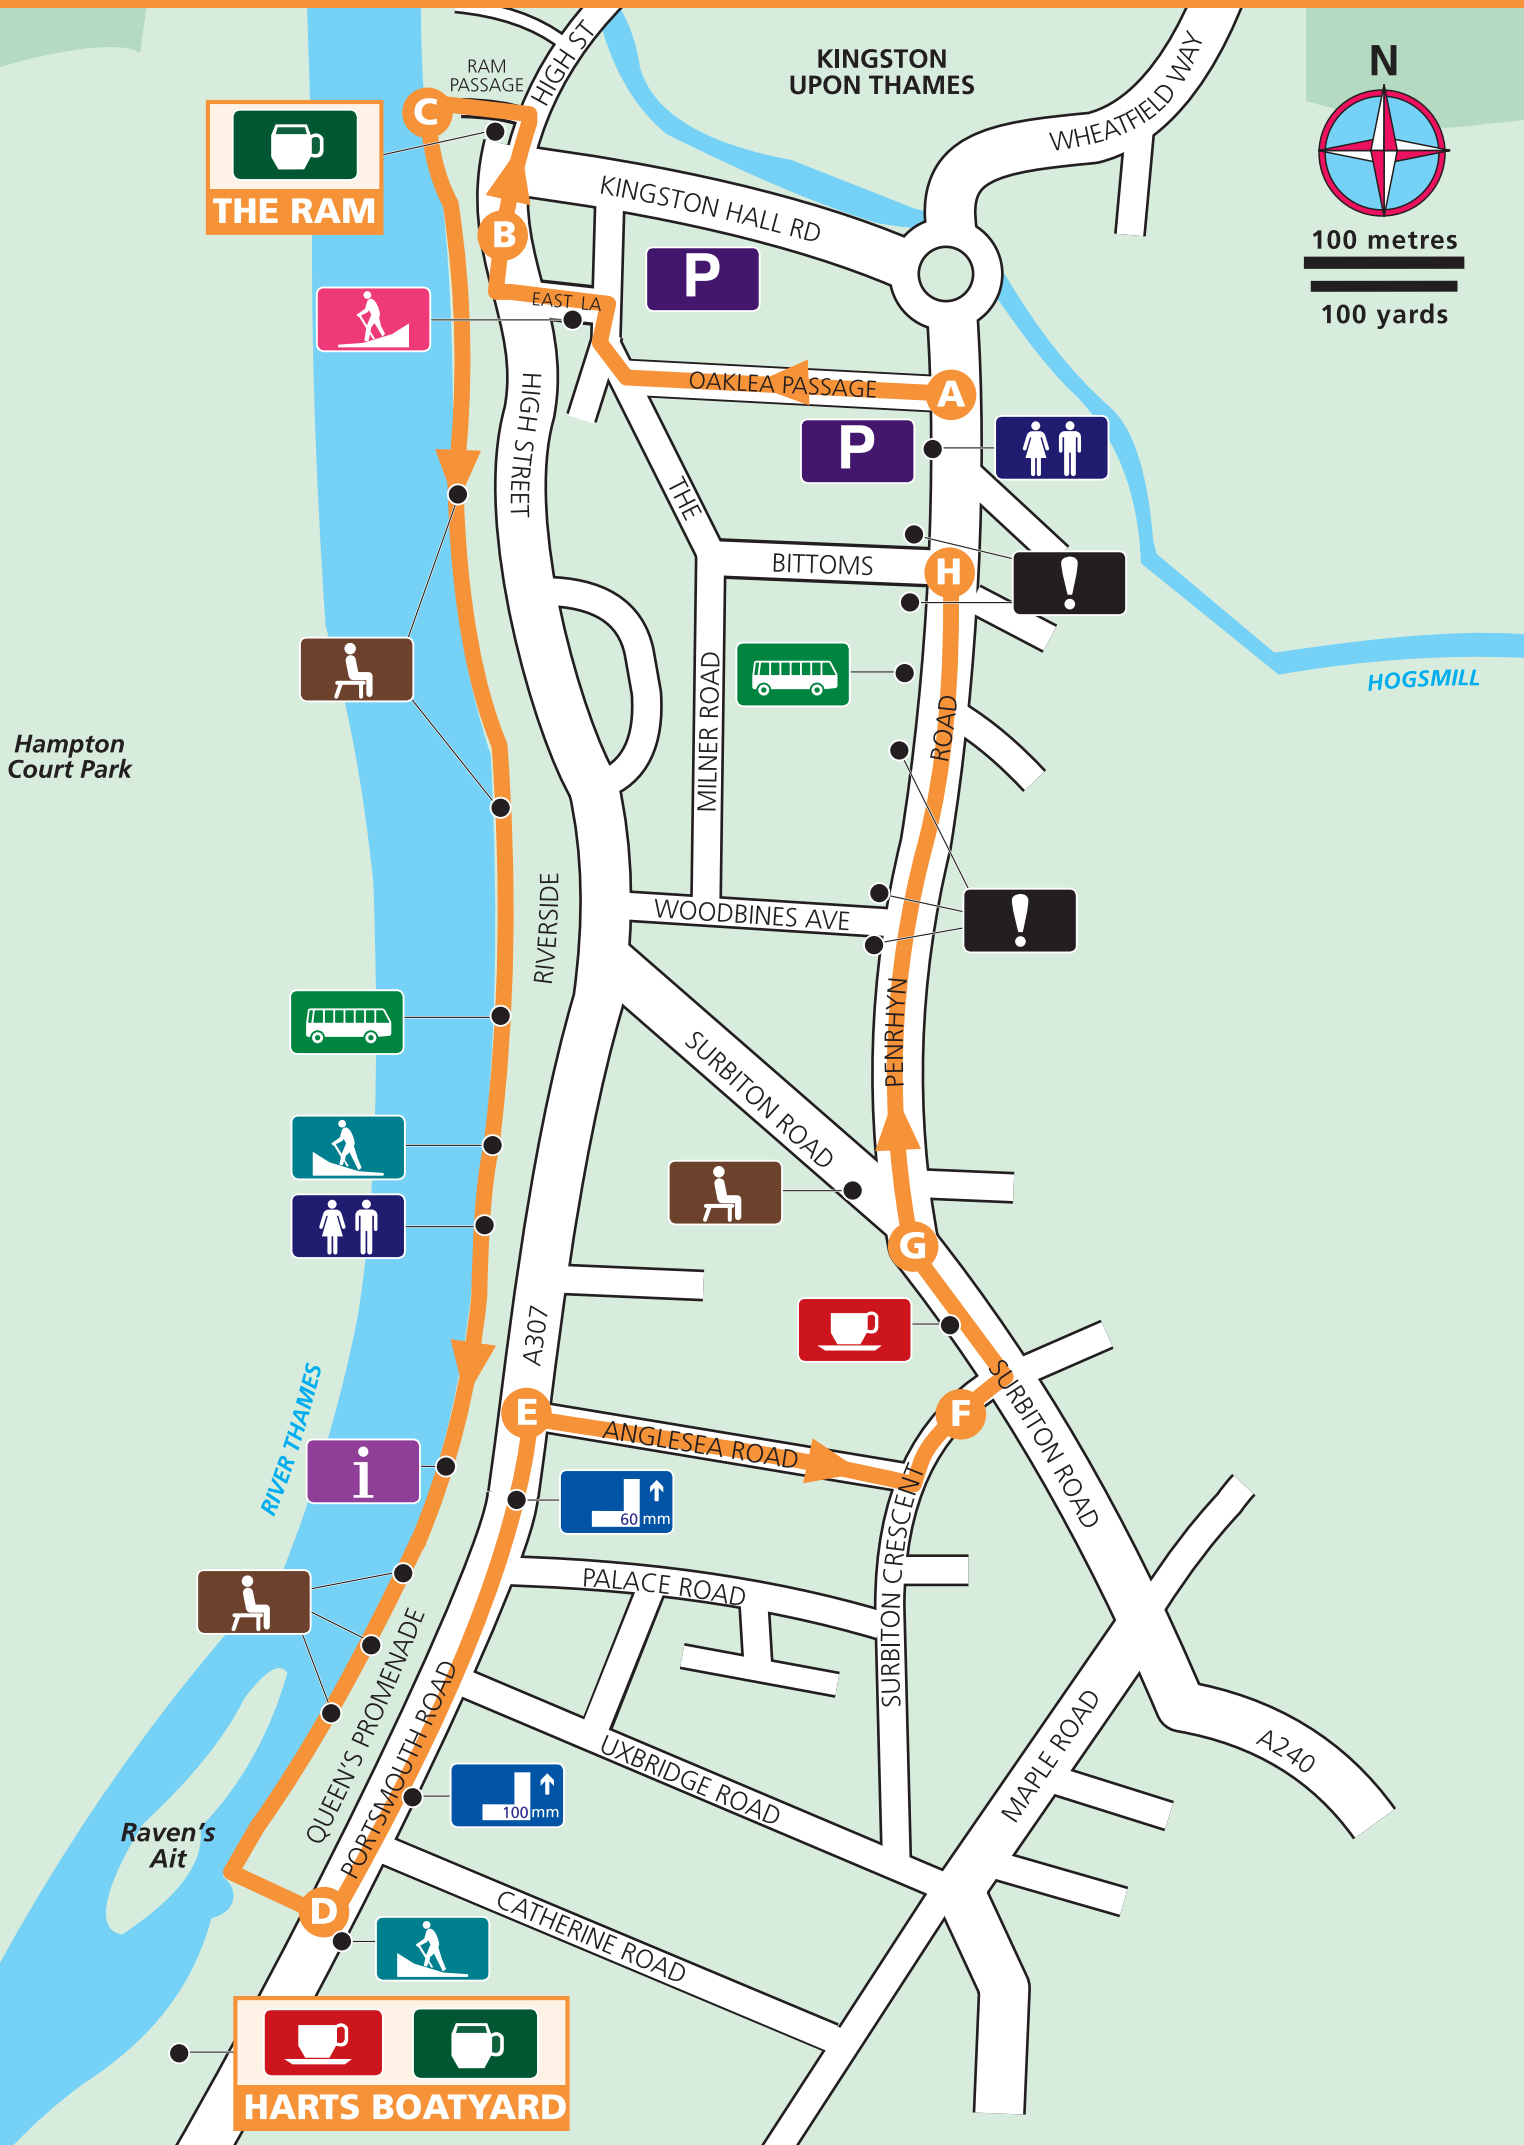 HIGH ST
KINGSTON
UPON THAMES
WHEATFIELD WAY
N
RAM
PASSAGE
C
THE RAM
KINGSTON HALL RD
100 metres
100 yards
B
P
EAST LA
OAKLEA PASSAGE
A
HIGH STREET
P
THE
BITTOMS
H
HOGSMILL
MILNER ROAD
ROAD
Hampton
Court Park
RIVERSIDE
WOODBINES AVE
PENRHYN
SURBITON ROAD
G
A307
RIVER THAMES
E
ANGLESEA ROAD
F
SURBITON ROAD
i
60 mm
SURBITON CRESCENT
PALACE ROAD
QUEEN'S PROMENADE
PORTSMOUTH ROAD
UXBRIDGE ROAD
MAPLE ROAD
A240
100 mm
Raven's
Ait
D
CATHERINE ROAD
HARTS BOATYARD